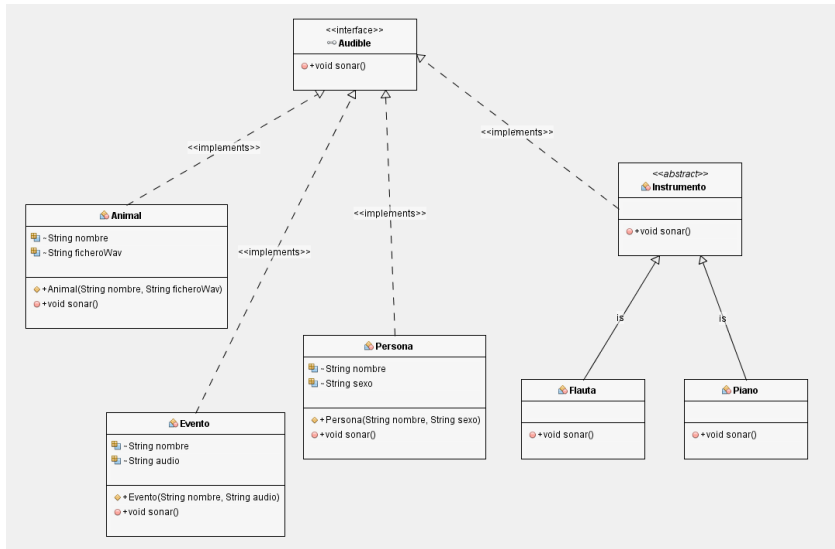 <<interface>>
Audible
+void sonar()
<<implements>>
<<implements>>
<<implements>>
<<implements>>
<<abstract>>
Instrumento
+void sonar()
Animal
-String nombre
-String ficheroWav
+Animal(String nombre, String ficheroWav)
+void sonar()
is
is
Persona
-String nombre
-String sexo
+Persona(String nombre, String sexo)
+void sonar()
Flauta
+void sonar()
Piano
+void sonar()
Evento
-String nombre
-String audio
+Evento(String nombre, String audio)
+void sonar()